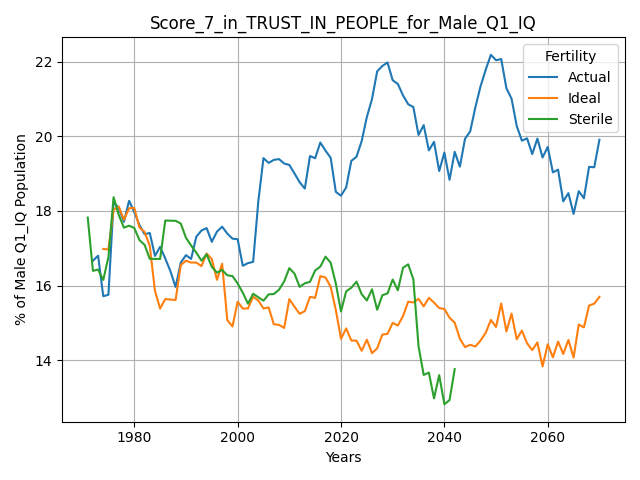 Score_7_in_TRUST_IN_PEOPLE_for_Male_Q1_IQ
% of Male Q1_IQ Population
22
20
18
16
14
Fertility
Actual
Ideal
Sterile
1980
2000
2020
2040
2060
Years